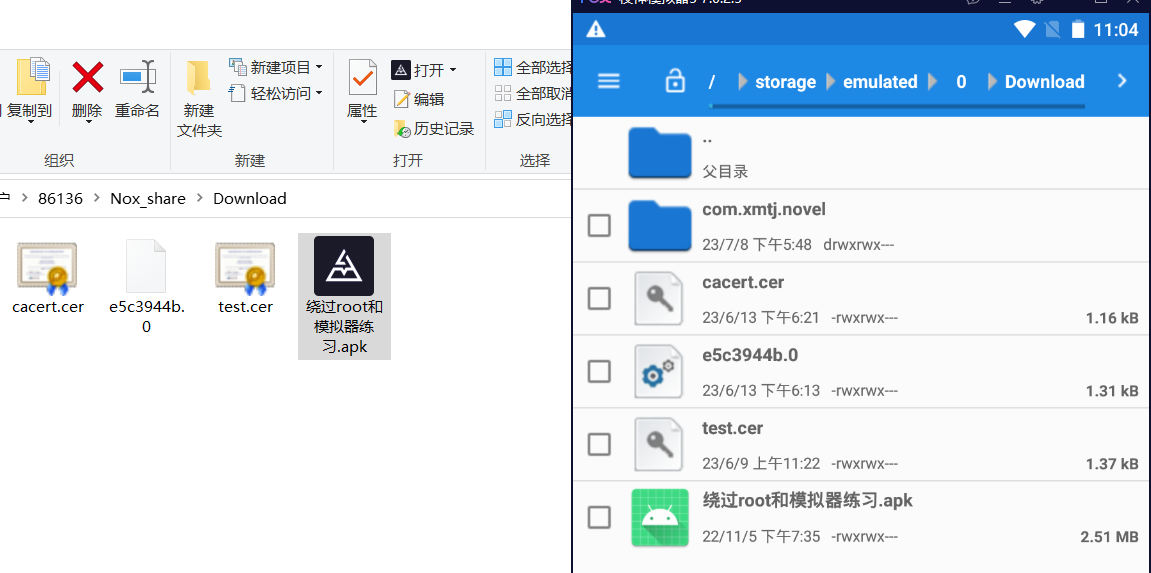 复制到
删除
重命名
新建
文件夹
新建项目
轻松访问
属性
打开
编辑
历史记录
全部选择
全部取消
反向选择
组织
新建
打开
选择
86136
Nox_share
Download
cacert.cer
e5c3944b.
0
test.cer
绕过root和
模拟器练
习.apk
11:04
/ storage emulated 0 Download
..
父目录
com.xmtj.novel
23/7/8 下午5:48 drwxrwx---
cacert.cer
23/6/13 下午6:21 -rwxrwx---
1.16 kB
e5c3944b.0
23/6/13 下午6:13 -rwxrwx---
1.31 kB
test.cer
23/6/9 上午11:22 -rwxrwx---
1.37 kB
绕过root和模拟器练习.apk
22/11/5 下午7:35 -rwxrwx---
2.51 MB